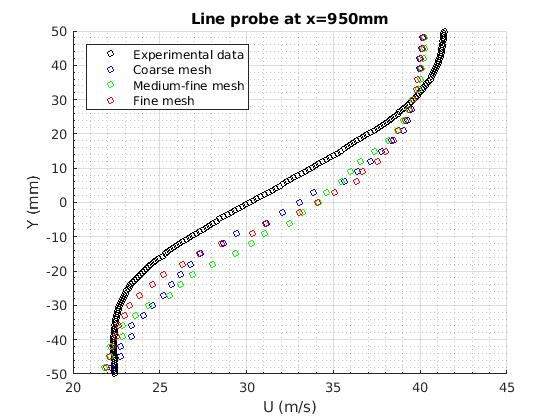 Line probe at x=950mm
Experimental data
Coarse mesh
Medium-fine mesh
Fine mesh
50
40
30
20
10
0
-10
-20
-30
-40
-50
Y (mm)
20
25
30
35
40
45
U (m/s)